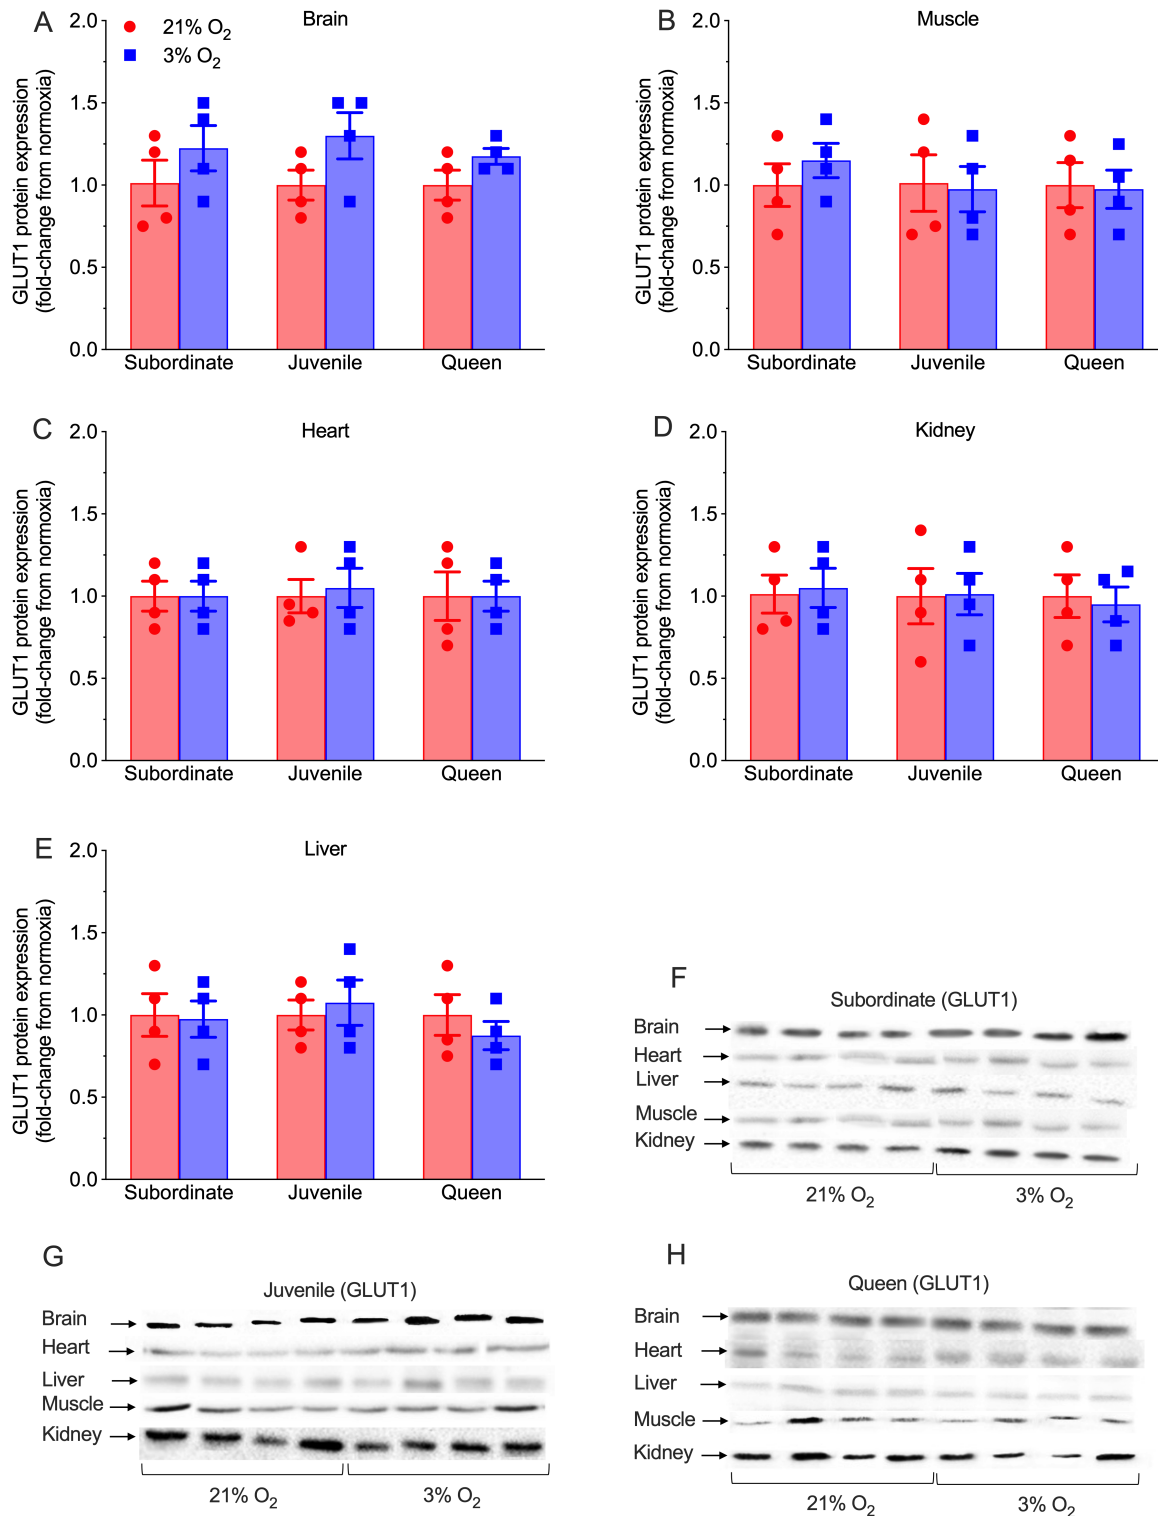 A
Brain
21% O2
3% O2
GLUT1 protein expression
(fold-change from normoxia)
2.0
1.5
1.0
0.5
0.0
Subordinate Juvenile Queen
B
Muscle
GLUT1 protein expression
(fold-change from normoxia)
2.0
1.5
1.0
0.5
0.0
Subordinate Juvenile Queen
C
Heart
GLUT1 protein expression
(fold-change from normoxia)
2.0
1.5
1.0
0.5
0.0
Subordinate Juvenile Queen
D
Kidney
GLUT1 protein expression
(fold-change from normoxia)
2.0
1.5
1.0
0.5
0.0
Subordinate Juvenile Queen
E
Liver
GLUT1 protein expression
(fold-change from normoxia)
2.0
1.5
1.0
0.5
0.0
Subordinate Juvenile Queen
F
Subordinate (GLUT1)
Brain
Heart
Liver
Muscle
Kidney
21% O2 3% O2
G
Juvenile (GLUT1)
Brain
Heart
Liver
Muscle
Kidney
21% O2 3% O2
H
Queen (GLUT1)
Brain
Heart
Liver
Muscle
Kidney
21% O2 3% O2